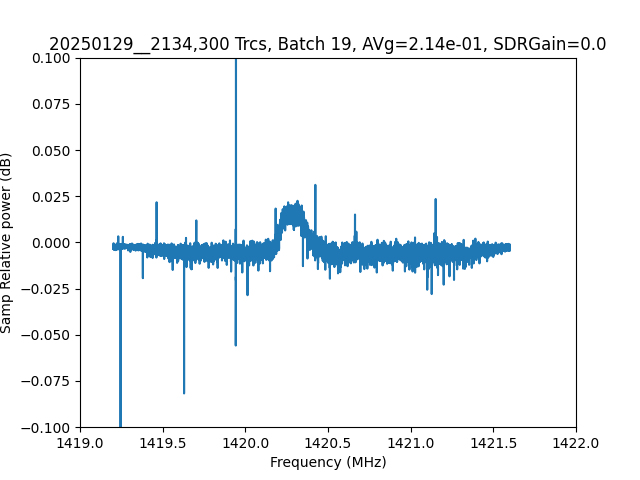 20250129__2134,300 Trcs, Batch 19, AVg=2.14e-01, SDRGain=0.0
0.100
0.075
0.050
0.025
0.000
−0.025
−0.050
−0.075
−0.100
Samp Relative power (dB)
1419.0 1419.5 1420.0 1420.5 1421.0 1421.5 1422.0
Frequency (MHz)